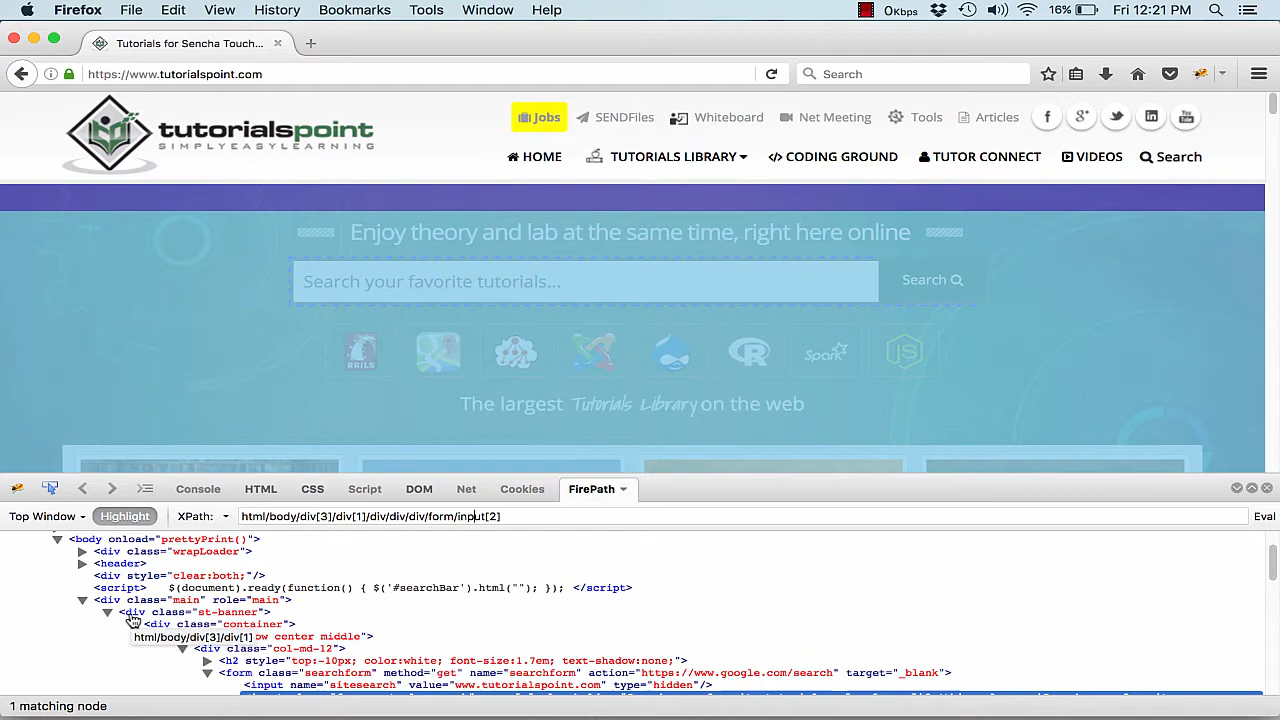 Firefox File Edit View History Bookmarks Tools Window Help 0Kbps 16% Fri 12:21 PM
Tutorials for Sencha Touch...
https://www.tutorialspoint.com Search
Jobs SENDFiles Whiteboard Net Meeting Tools Articles
tutorialspoint
SIMPLYEASYLEARNING
HOME TUTORIALS LIBRARY CODING GROUND TUTOR CONNECT VIDEOS Search
Enjoy theory and lab at the same time, right here online
Search your favorite tutorials... Search
RAILS Spark JS
The largest Tutorials Library on the web
Console HTML CSS Script DOM Net Cookies FirePath
Top Window Highlight XPath: html/body/div[3]/div[1]/div/div/div/form/input[2] Eval
<body onload="prettyPrint()">
<div class="wrapLoader">
<header>
<div style="clear:both;"/>
<script> $(document).ready(function() { $('#searchBar').html(""); }); </script>
<div class="main" role="main">
<div class="st-banner">
<div class="container">
html/body/div[3]/div[1] ow center middle">
<div class="col-md-12">
<h2 style="top:-10px; color:white; font-size:1.7em; text-shadow:none;">
<form class="searchform" method="get" name="searchform" action="https://www.google.com/search" target="_blank">
<input name="sitesearch" value="www.tutorialspoint.com" type="hidden"/>
1 matching node